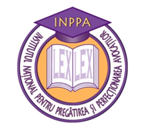 INPPA
INSTITUTUL NAȚIONAL PENTRU PREGĂTIREA ȘI PERFECȚIONAREA AVOCAȚILOR
LEX LEX